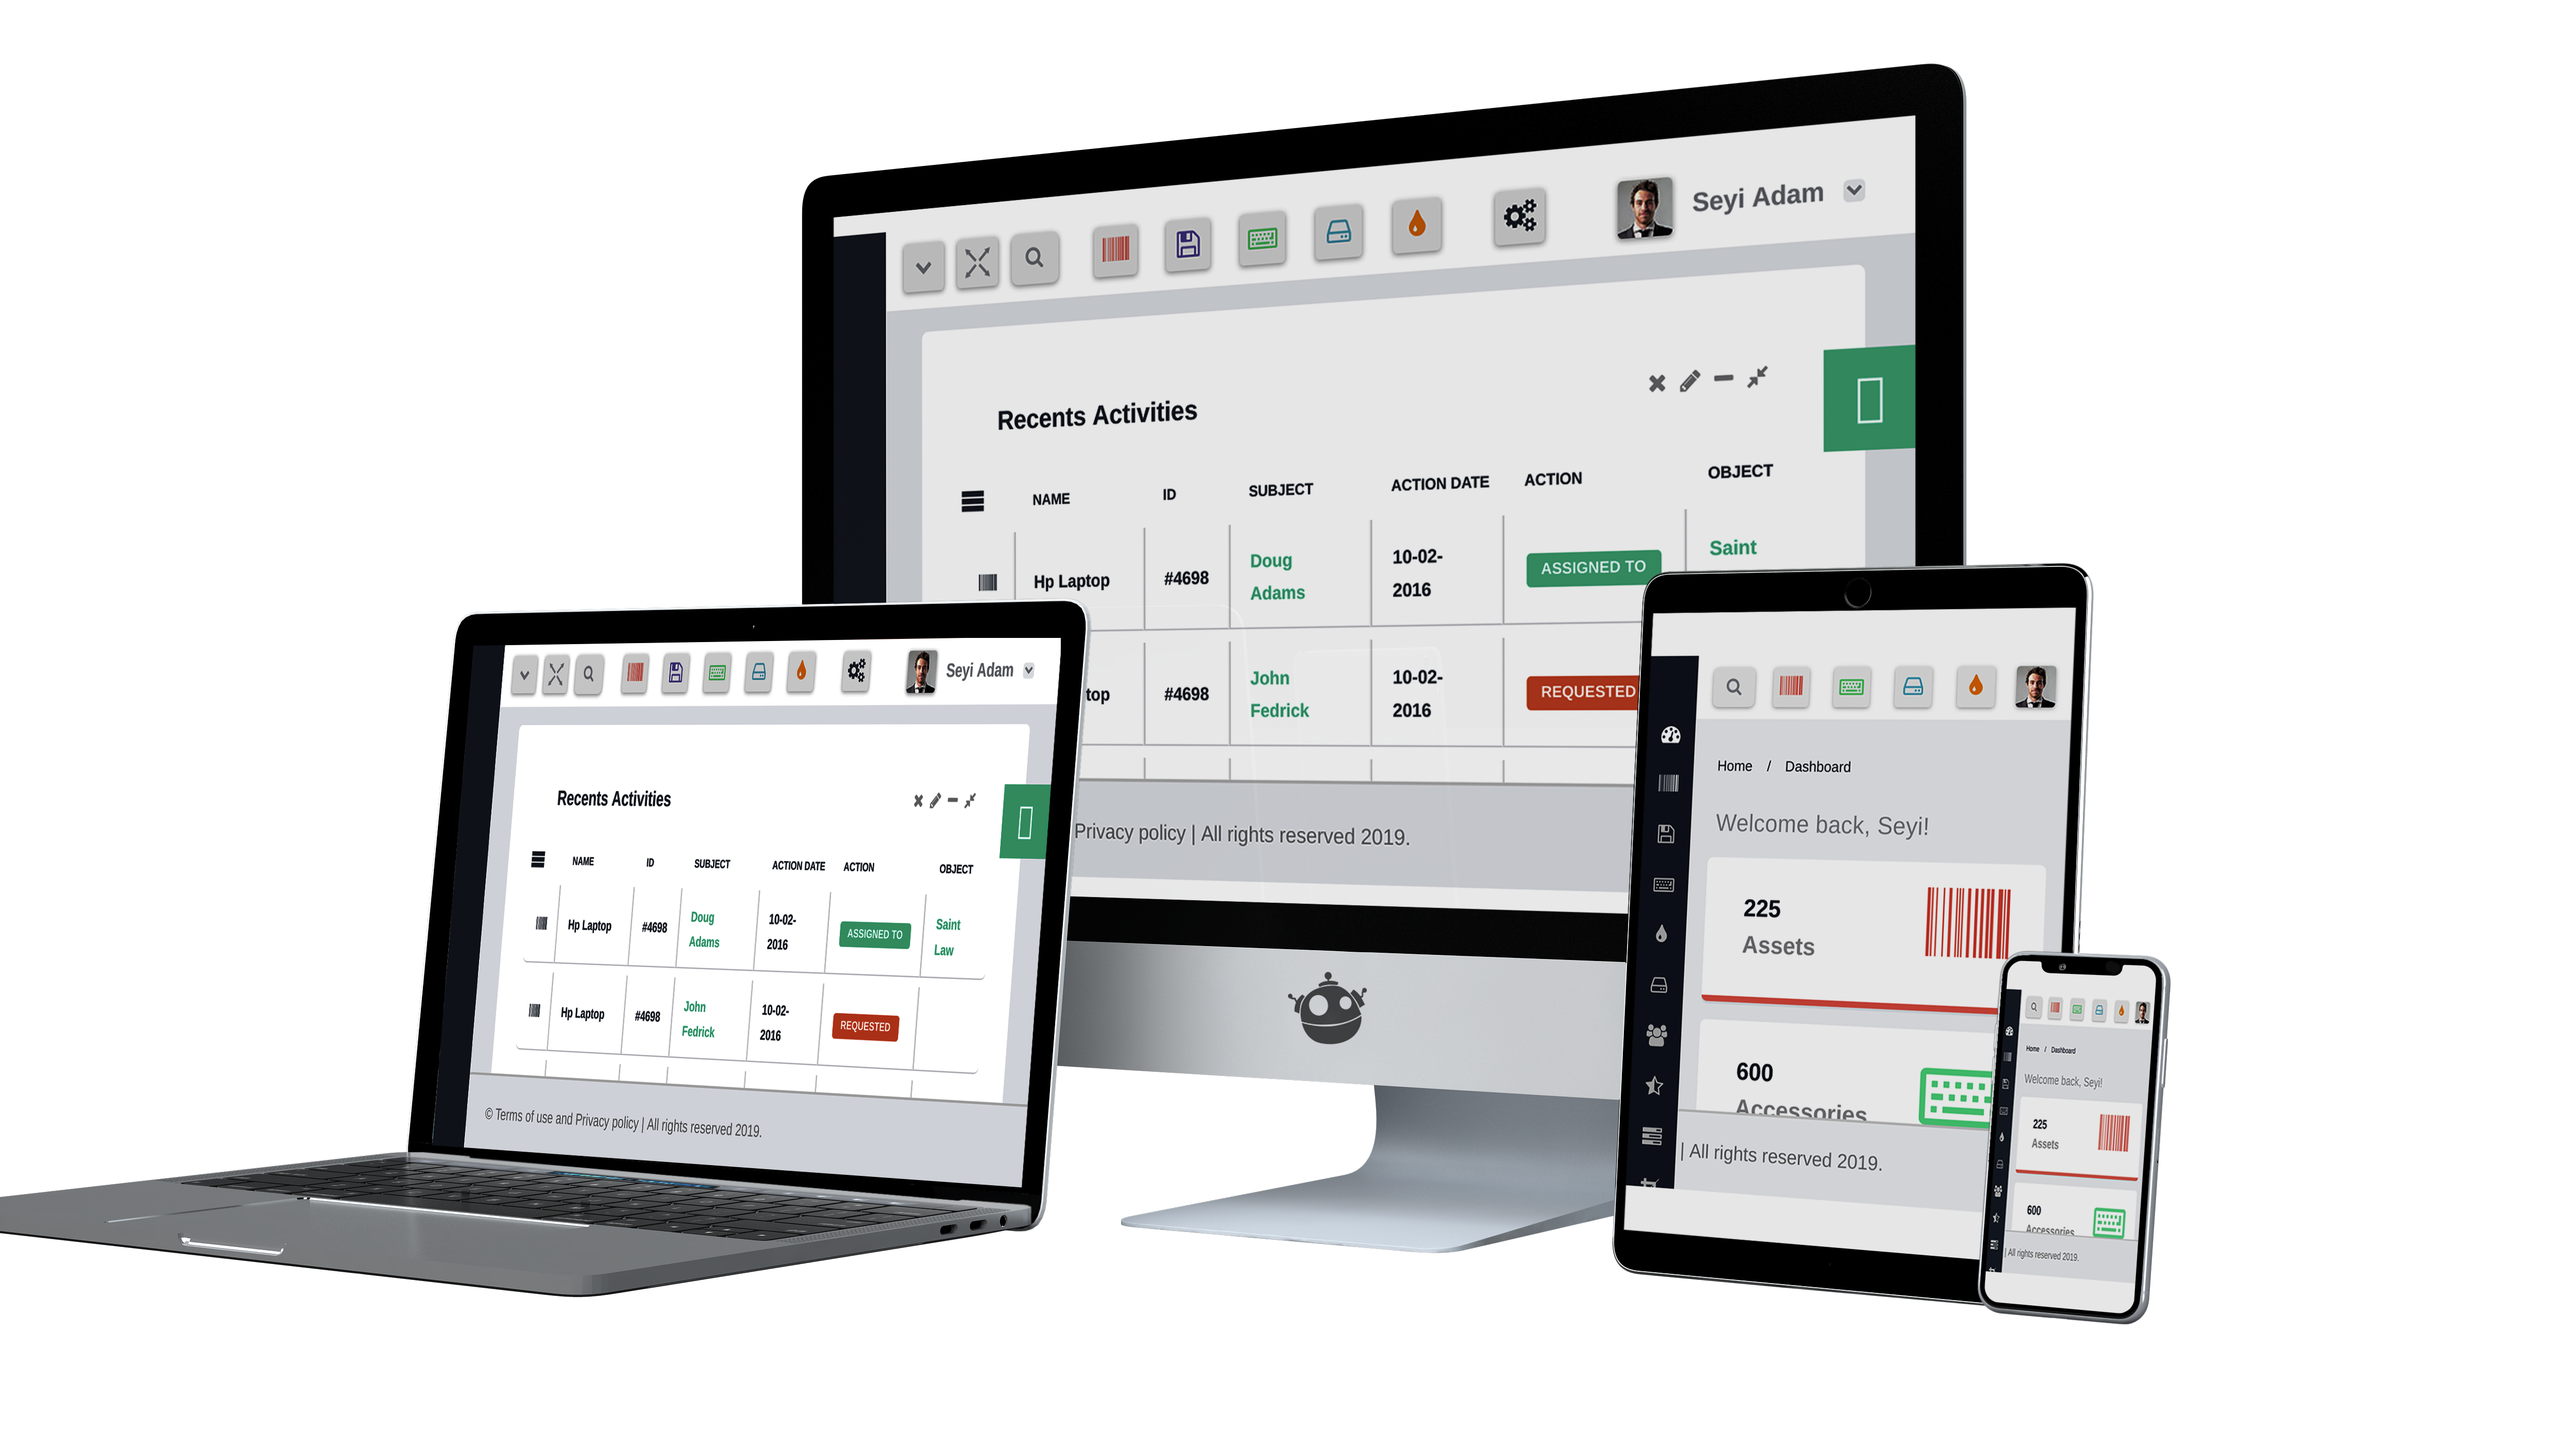 Seyi Adam
Recents Activities
NAME ID SUBJECT ACTION DATE ACTION OBJECT
Hp Laptop #4698 Doug Adams 10-02-2016 ASSIGNED TO Saint
top #4698 John Fedrick 10-02-2016 REQUESTED
Privacy policy | All rights reserved 2019.
Seyi Adam
Recents Activities
NAME ID SUBJECT ACTION DATE ACTION OBJECT
Hp Laptop #4698 Doug Adams 10-02-2016 ASSIGNED TO Saint Law
Hp Laptop #4698 John Fedrick 10-02-2016 REQUESTED
© Terms of use and Privacy policy | All rights reserved 2019.
Home / Dashboard
Welcome back, Seyi!
225
Assets
600
Accessories
| All rights reserved 2019.
Home / Dashboard
Welcome back, Seyi!
225
Assets
600
Accessories
| All rights reserved 2019.